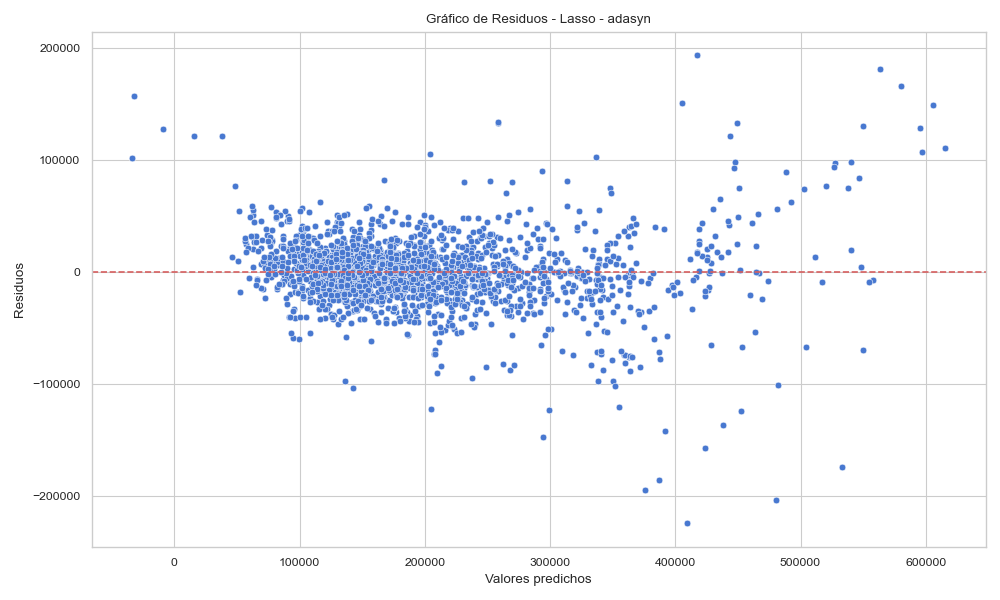 Gráfico de Residuos - Lasso - adasyn
200000
100000
0
−100000
−200000
Residuos
0 100000 200000 300000 400000 500000 600000
Valores predichos